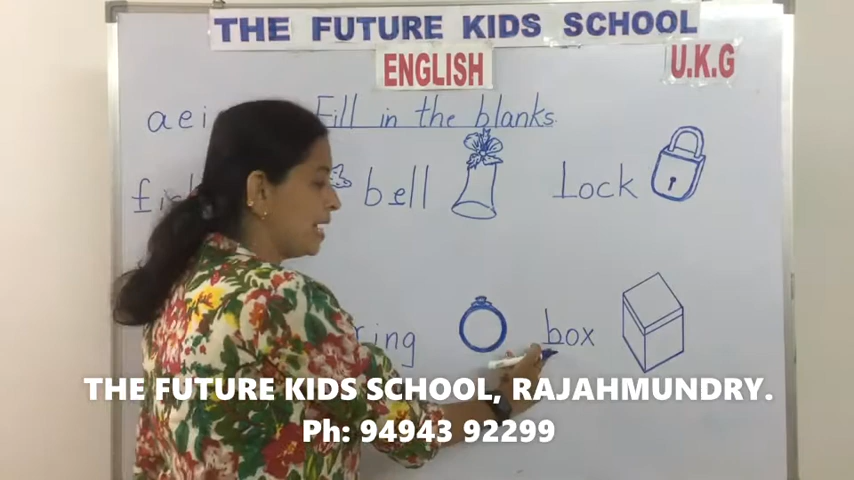 THE FUTURE KIDS SCHOOL
ENGLISH U.K.G
a e i
Fill in the blanks
bell Lock
ring box
THE FUTURE KIDS SCHOOL, RAJAHMUNDRY.
Ph: 94943 92299